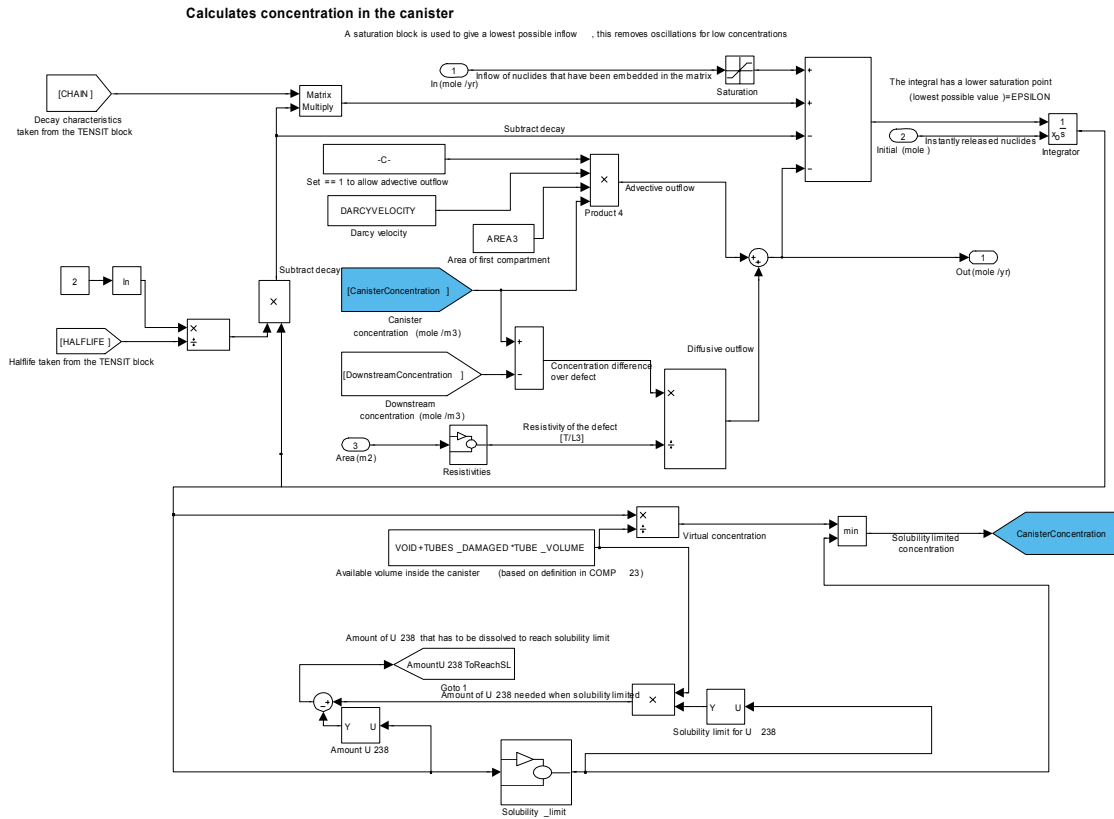 Calculates concentration in the canister
A saturation block is used to give a lowest possible inflow , this removes oscillations for low concentrations
1
In (mole /yr)
Inflow of nuclides that have been embedded in the matrix
Saturation
[CHAIN ]
Decay characteristics
taken from the TENSIT block
Matrix
Multiply
+
+
−
−
The integral has a lower saturation point
(lowest possible value )=EPSILON
2
Initial (mole )
Instantly released nuclides
1
s
xo
Integrator
Subtract decay
-C-
Set == 1 to allow advective outflow
DARCYVELOCITY
Darcy velocity
AREA3
Area of first compartment
×
Product 4
Advective outflow
+
+
1
Out (mole /yr)
2
ln
[HALFLIFE ]
Halflife taken from the TENSIT block
×
÷
×
Subtract decay
[CanisterConcentration ]
Canister
concentration (mole /m3)
[DownstreamConcentration ]
Downstream
concentration (mole /m3)
+
−
Concentration difference
over defect
Diffusive outflow
×
÷
3
Area (m2)
Resistivities
Resistivity of the defect
[T/L3]
VOID+TUBES _DAMAGED *TUBE _VOLUME
Available volume inside the canister (based on definition in COMP 23)
×
÷
Virtual concentration
min
Solubility limited
concentration
CanisterConcentration
Amount of U 238 that has to be dissolved to reach solubility limit
AmountU 238 ToReachSL
Goto 1
Amount of U 238 needed when solubility limited
−
+
Y U
Amount U 238
×
Y U
Solubility limit for U 238
Solubility _limit